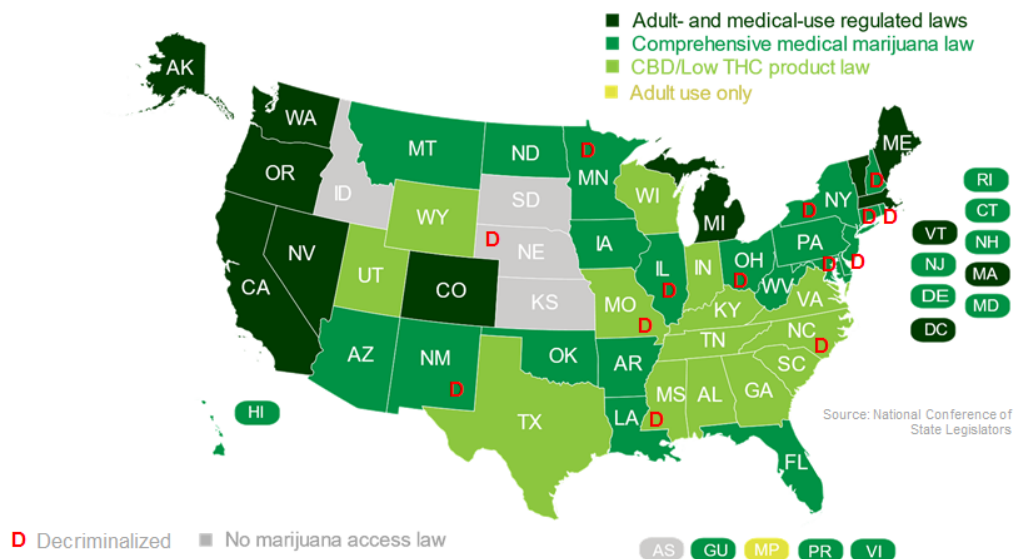 Adult- and medical-use regulated laws
Comprehensive medical marijuana law
CBD/Low THC product law
Adult use only
AK
WA
OR
CA
NV
ID
MT
WY
UT
CO
AZ
NM
D
ND
SD
D
NE
KS
OK
TX
D
MN
IA
MO
D
AR
LA
WI
IL
D
MI
IN
OH
D
KY
TN
MS
D
AL
GA
FL
SC
NC
D
VA
WV
PA
NY
D
ME
D
D
D
D
D
HI
RI
CT
VT
NH
NJ
MA
DE
MD
DC
Source: National Conference of
State Legislators
D Decriminalized
No marijuana access law
AS
GU
MP
PR
VI